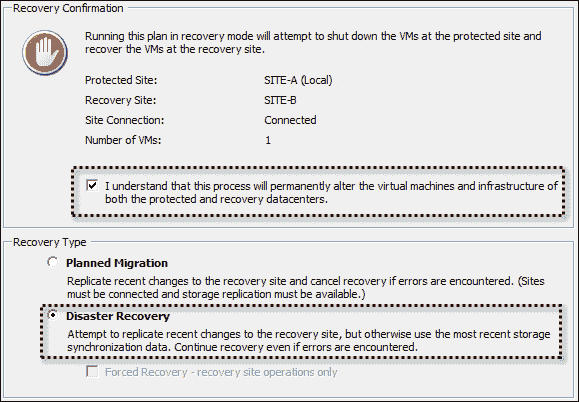 Recovery Confirmation
Running this plan in recovery mode will attempt to shut down the VMs at the protected site and
recover the VMs at the recovery site.
Protected Site: SITE-A (Local)
Recovery Site: SITE-B
Site Connection: Connected
Number of VMs: 1
I understand that this process will permanently alter the virtual machines and infrastructure of
both the protected and recovery datacenters.
Recovery Type
Planned Migration
Replicate recent changes to the recovery site and cancel recovery if errors are encountered. (Sites
must be connected and storage replication must be available.)
Disaster Recovery
Attempt to replicate recent changes to the recovery site, but otherwise use the most recent storage
synchronization data. Continue recovery even if errors are encountered.
Forced Recovery - recovery site operations only